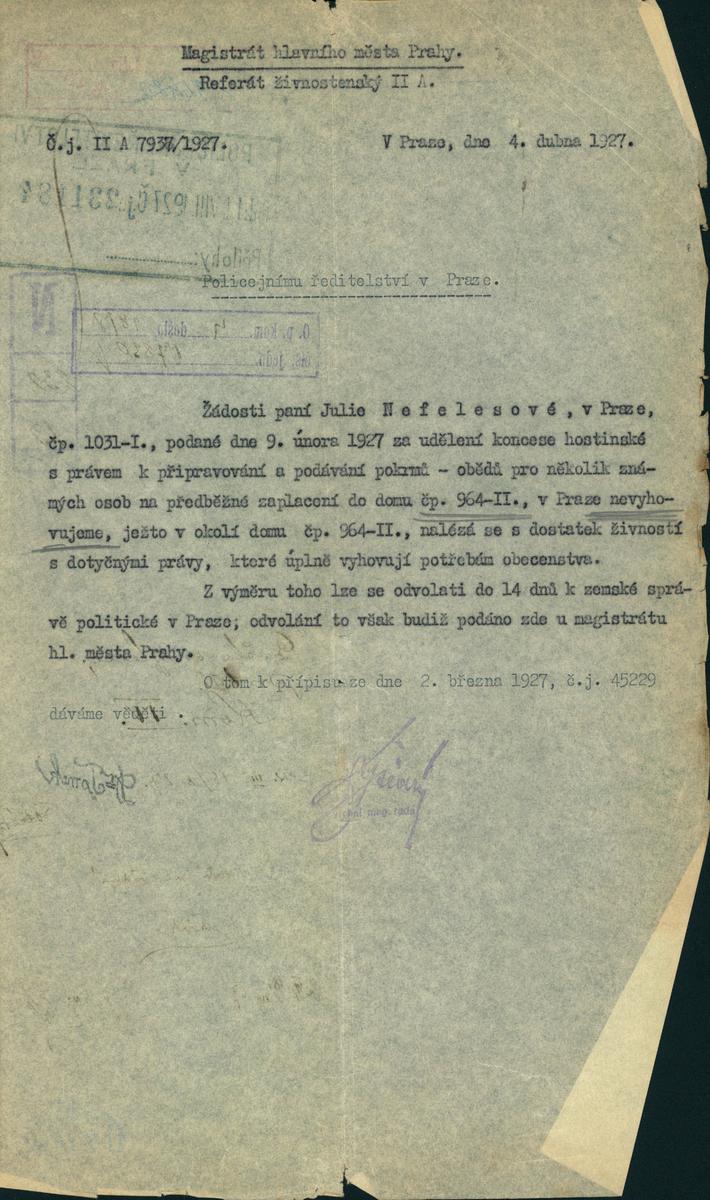 Magistrát hlavního města Prahy.
Referát živnostenský II A.
Č.j. II A 7937/1927.
V Praze, dne 4. dubna 1927.
Policejnímu ředitelství v Praze.
Žádosti paní Julie Nefelesové, v Praze,
čp. 1031-I., podané dne 9. února 1927 za udělení koncese hostinské
s právem k připravování a podávání pokrmů - obědů pro několik zná-
mých osob na předběžné zaplacení do domu čp. 964-II., v Praze nevyho-
vujeme, ježto v okolí domu čp. 964-II., nalézá se s dostatek živností
s dotyčnými právy, které úplně vyhovují potřebám obecenstva.
Z výměru toho lze se odvolati do 14 dnů k zemské sprá-
vě politické v Praze, odvolání to však budiž podáno zde u magistrátu
hl. města Prahy.
O tom k přípisu ze dne 2. března 1927, č.j. 45229
dáváme věděti.
vrchní mag. rada